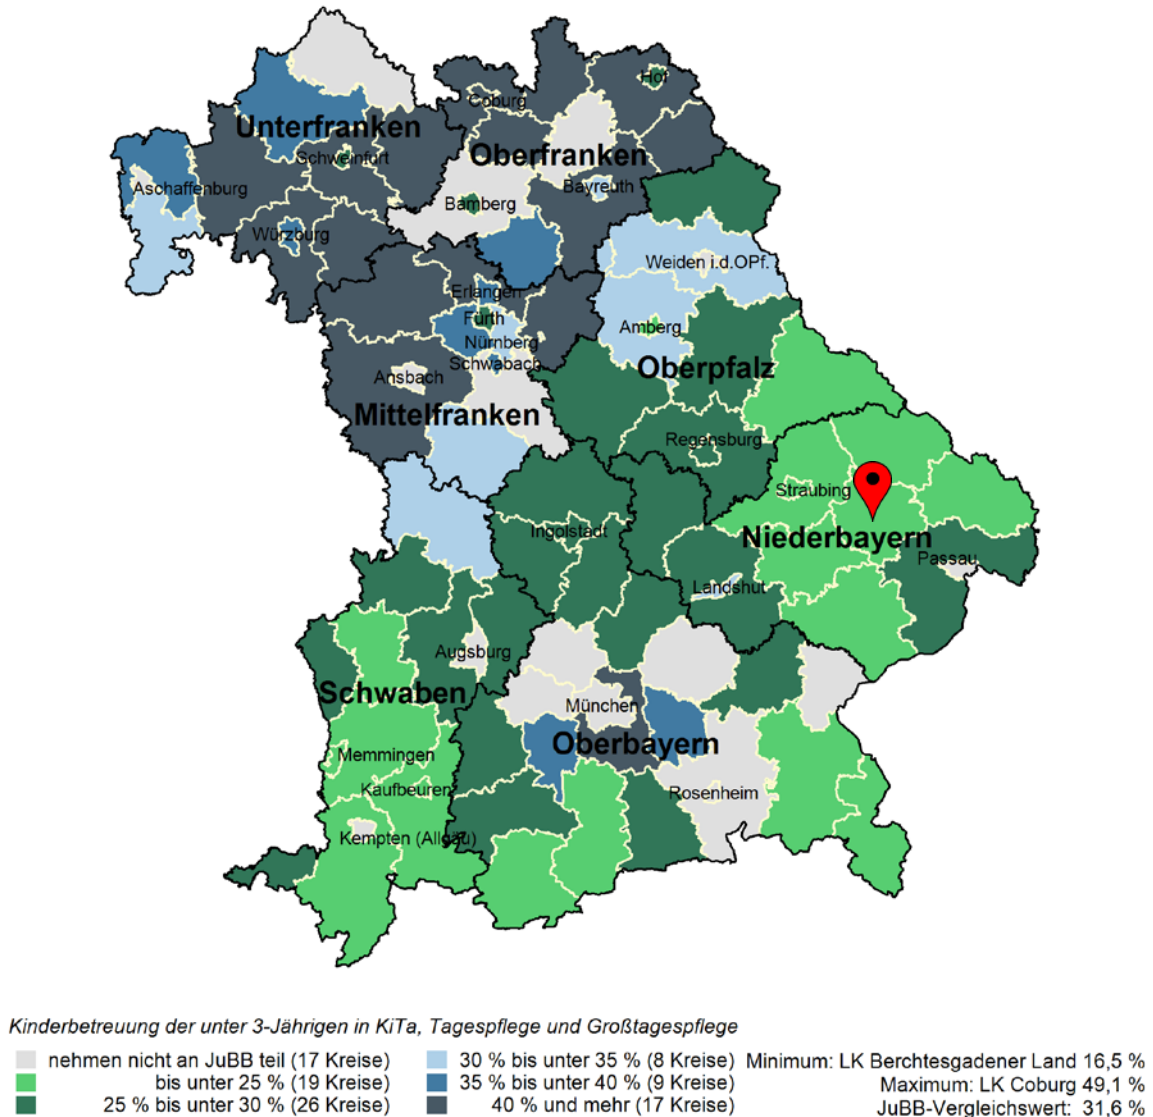 Hof
Coburg
Unterfranken
Oberfranken
Schweinfurt
Aschaffenburg
Bayreuth
Bamberg
Würzburg
Weiden i.d.OPf.
Erlangen
Fürth
Amberg
Nürnberg
Schwabach
Oberpfalz
Ansbach
Mittelfranken
Regensburg
Straubing
Ingolstadt
Niederbayern
Passau
Landshut
Augsburg
Schwaben
München
Oberbayern
Memmingen
Kaufbeuren
Rosenheim
Kempten (Allgäu)
Kinderbetreuung der unter 3-Jährigen in KiTa, Tagespflege und Großtagespflege
nehmen nicht an JuBB teil (17 Kreise)
bis unter 25 % (19 Kreise)
25 % bis unter 30 % (26 Kreise)
30 % bis unter 35 % (8 Kreise)
35 % bis unter 40 % (9 Kreise)
40 % und mehr (17 Kreise)
Minimum: LK Berchtesgadener Land 16,5 %
Maximum: LK Coburg 49,1 %
JuBB-Vergleichswert: 31,6 %